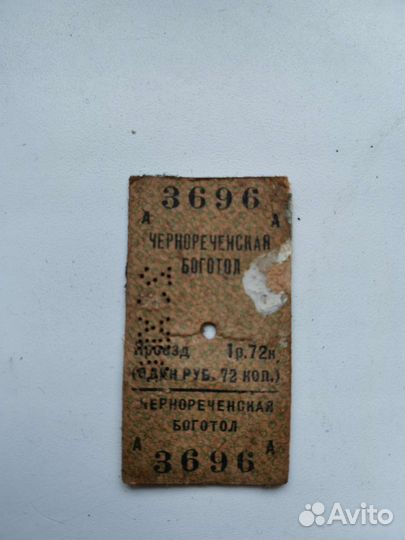 3696
А А
ЧЕРНОРЕЧЕНСКАЯ
БОГОТОЛ
Проезд 1р.72к.
(ОДИН РУБ. 72 КОП.)
ЧЕРНОРЕЧЕНСКАЯ
БОГОТОЛ
А А
3696
Avito